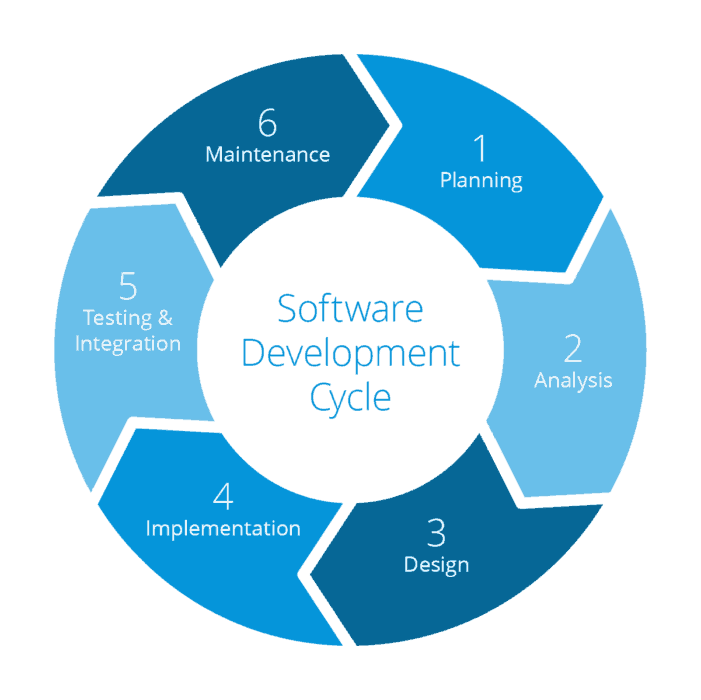 Software
Development
Cycle
1
Planning
2
Analysis
3
Design
4
Implementation
5
Testing &
Integration
6
Maintenance